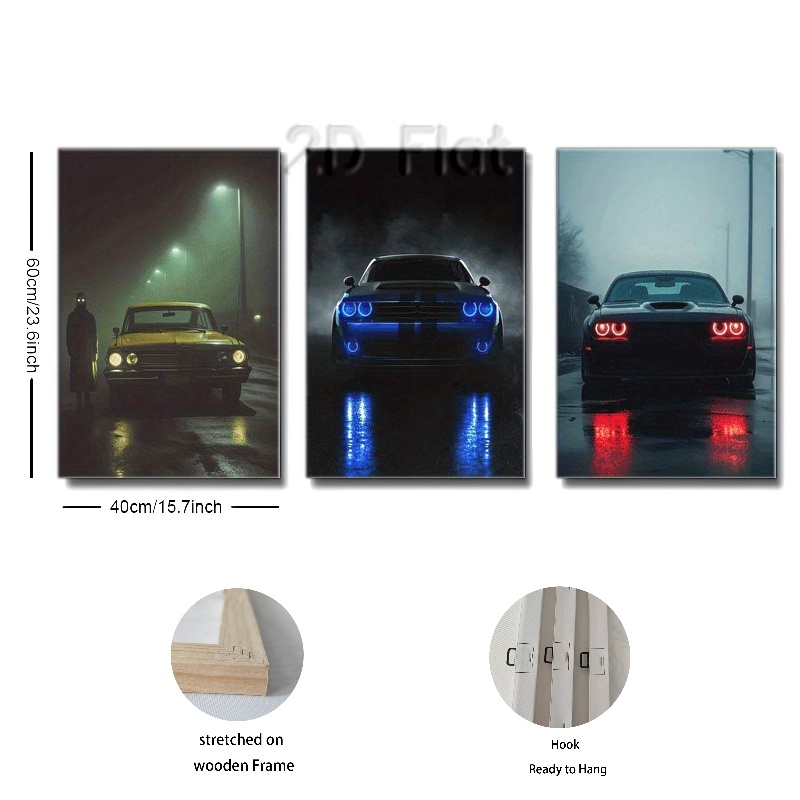 2D Flat
60cm/23.6inch
40cm/15.7inch
stretched on
wooden Frame
Hook
Ready to Hang